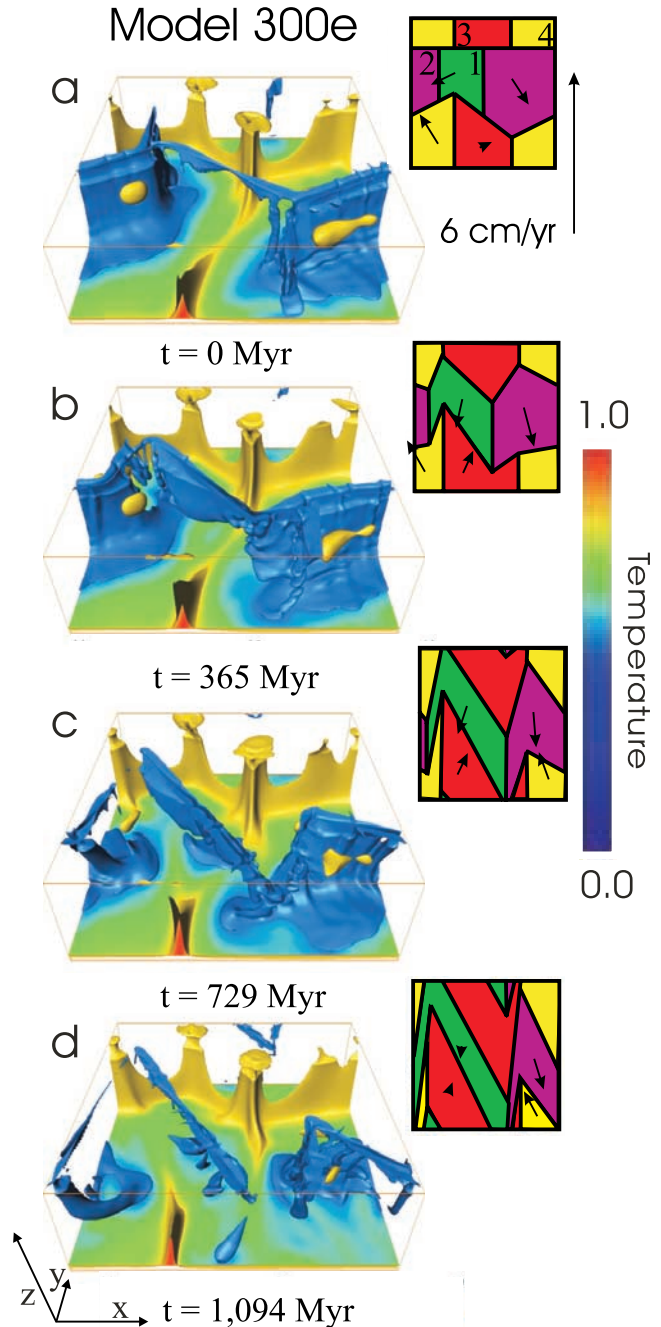 Model 300e
a
3 4
2 1
6 cm/yr
t = 0 Myr
b
1.0
Temperature
t = 365 Myr
c
0.0
t = 729 Myr
d
y
z
x
t = 1,094 Myr